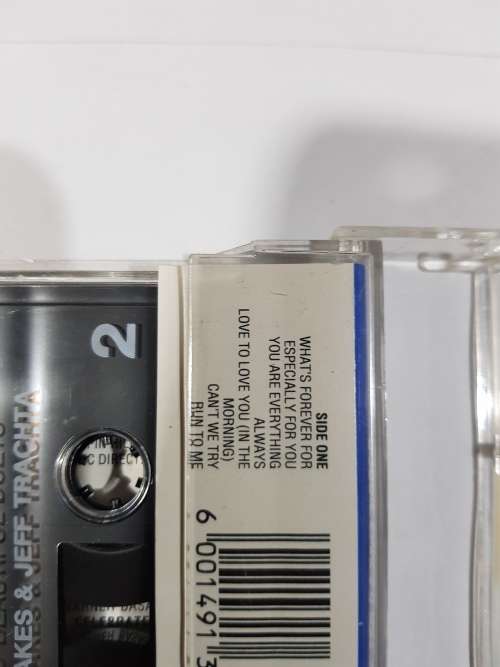 SIDE ONE
WHAT'S FOREVER FOR
ESPECIALLY FOR YOU
YOU ARE EVERYTHING
ALWAYS
LOVE TO LOVE YOU (IN THE
MORNING)
CAN'T WE TRY
RUN TO ME
6 001491 3
2
AKES & JEFF TRACHTA